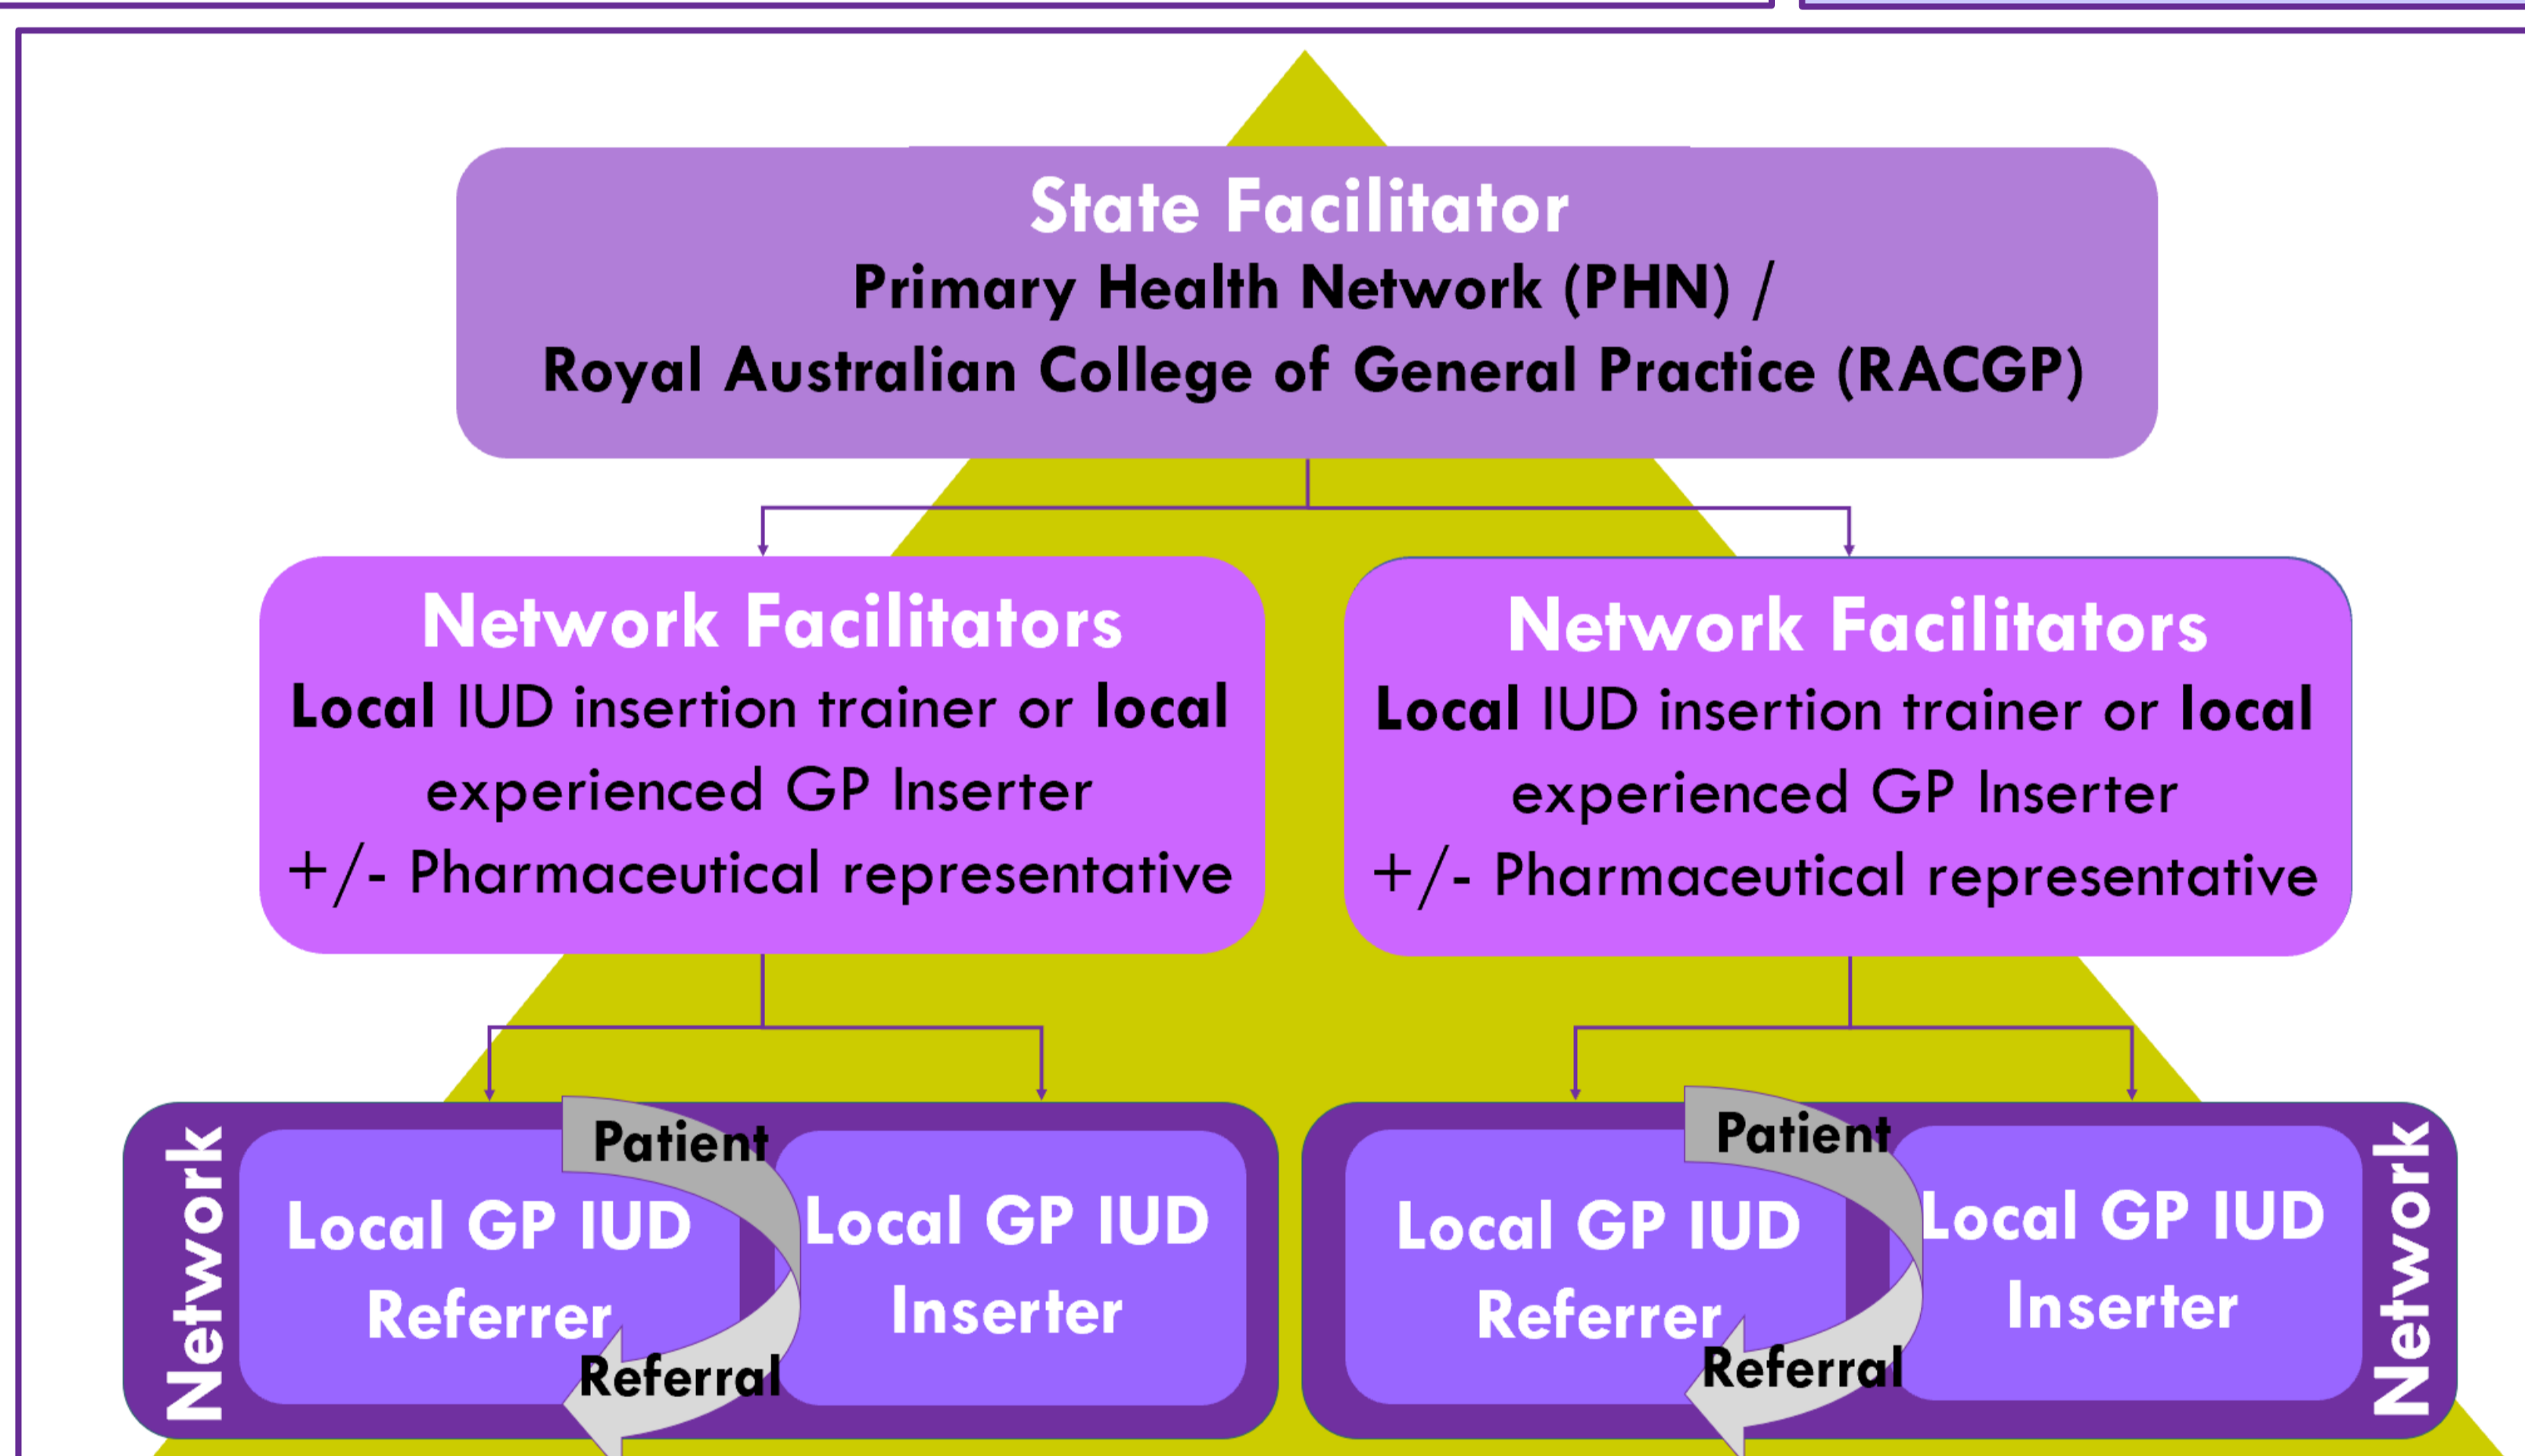 State Facilitator
Primary Health Network (PHN) /
Royal Australian College of General Practice (RACGP)
Network Facilitators
Local IUD insertion trainer or local
experienced GP Inserter
+/- Pharmaceutical representative
Network Facilitators
Local IUD insertion trainer or local
experienced GP Inserter
+/- Pharmaceutical representative
Network
Patient
Local GP IUD
Referrer
Referral
Local GP IUD
Inserter
Patient
Local GP IUD
Referrer
Referral
Local GP IUD
Inserter
Network